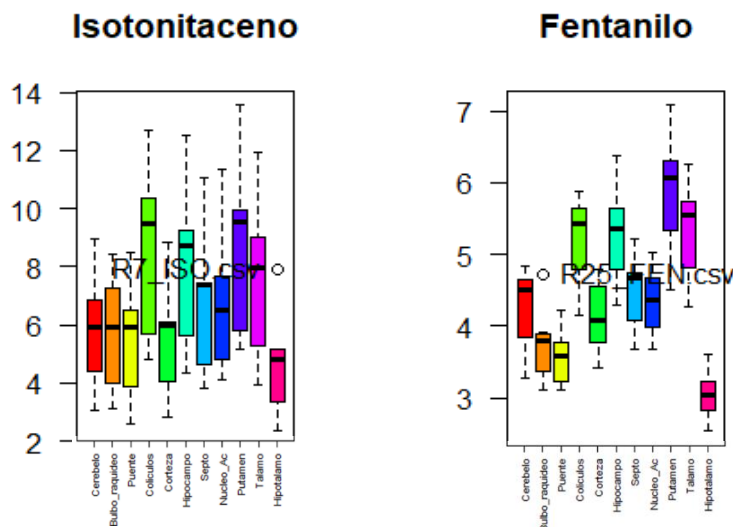 Isotonitaceno
14
12
10
8
6
4
2
R7_ISO.csv
Cerebelo
Bulbo_raquideo
Puente
Coliculos
Corteza
Hipocampo
Septo
Nucleo_Ac
Putamen
Talamo
Hipotalamo
Fentanilo
7
6
5
4
3
R25_FEN.csv
Cerebelo
Bulbo_raquideo
Puente
Coliculos
Corteza
Hipocampo
Septo
Nucleo_Ac
Putamen
Talamo
Hipotalamo